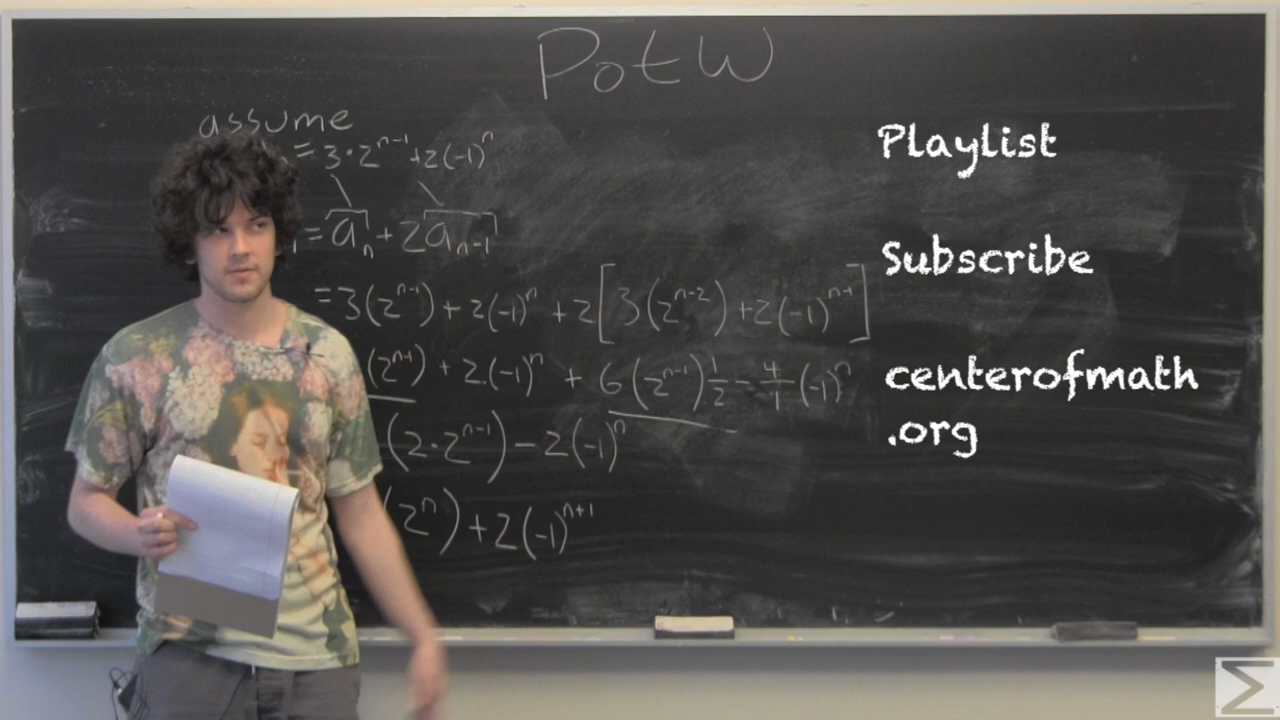 PotW
assume
= 3·2^{n-1}+2(-1)^n
= a_n + 2a_{n-1}
= 3(2^{n-1}) + 2(-1)^n + 2[3(2^{n-2}) + 2(-1)^{n-1}]
(2^{n-1}) + 2·(-1)^n + 6(2^{n-1})\frac{1}{2} - \frac{4}{1}(-1)^n
(2·2^{n-1}) - 2(-1)^n
(2^n) + 2(-1)^{n+1}
Playlist
Subscribe
centerofmath
.org
Σ